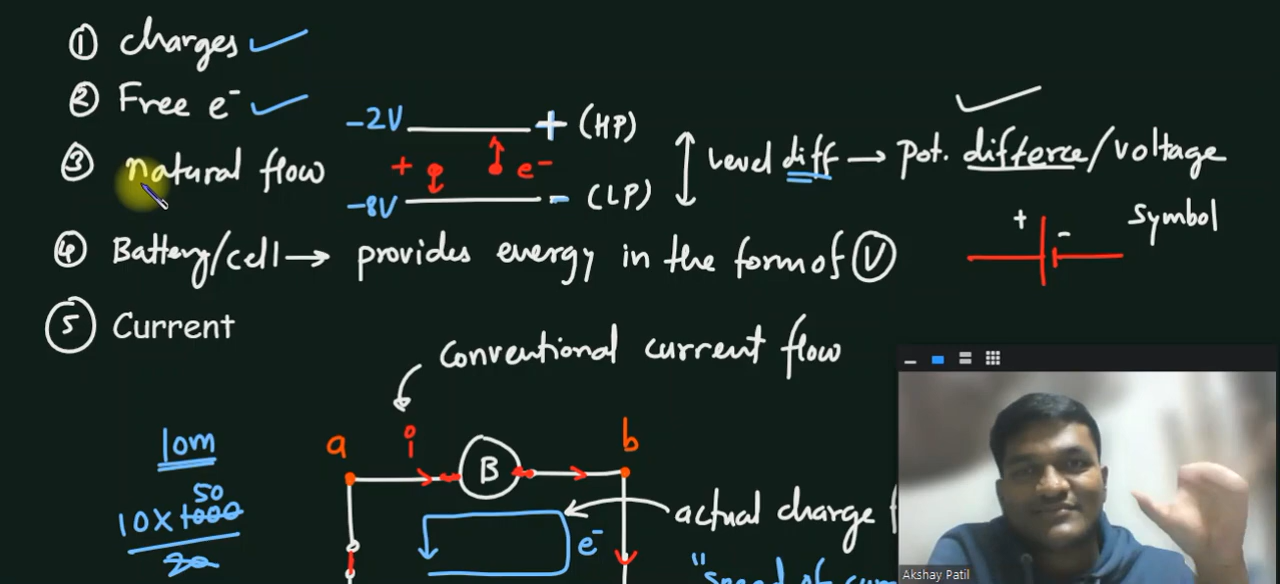 ① charges
② Free e⁻
-2V + (HP)
③ natural flow
+ e⁻
Level diff → pot. differce/voltage
-8V - (LP)
+ - Symbol
④ Battery/cell → provides energy in the form of V
⑤ Current
Conventional current flow
10m
a i B b
50
10 X 1000
20
actual charge f
e⁻
"speed of cur
Akshay Patil